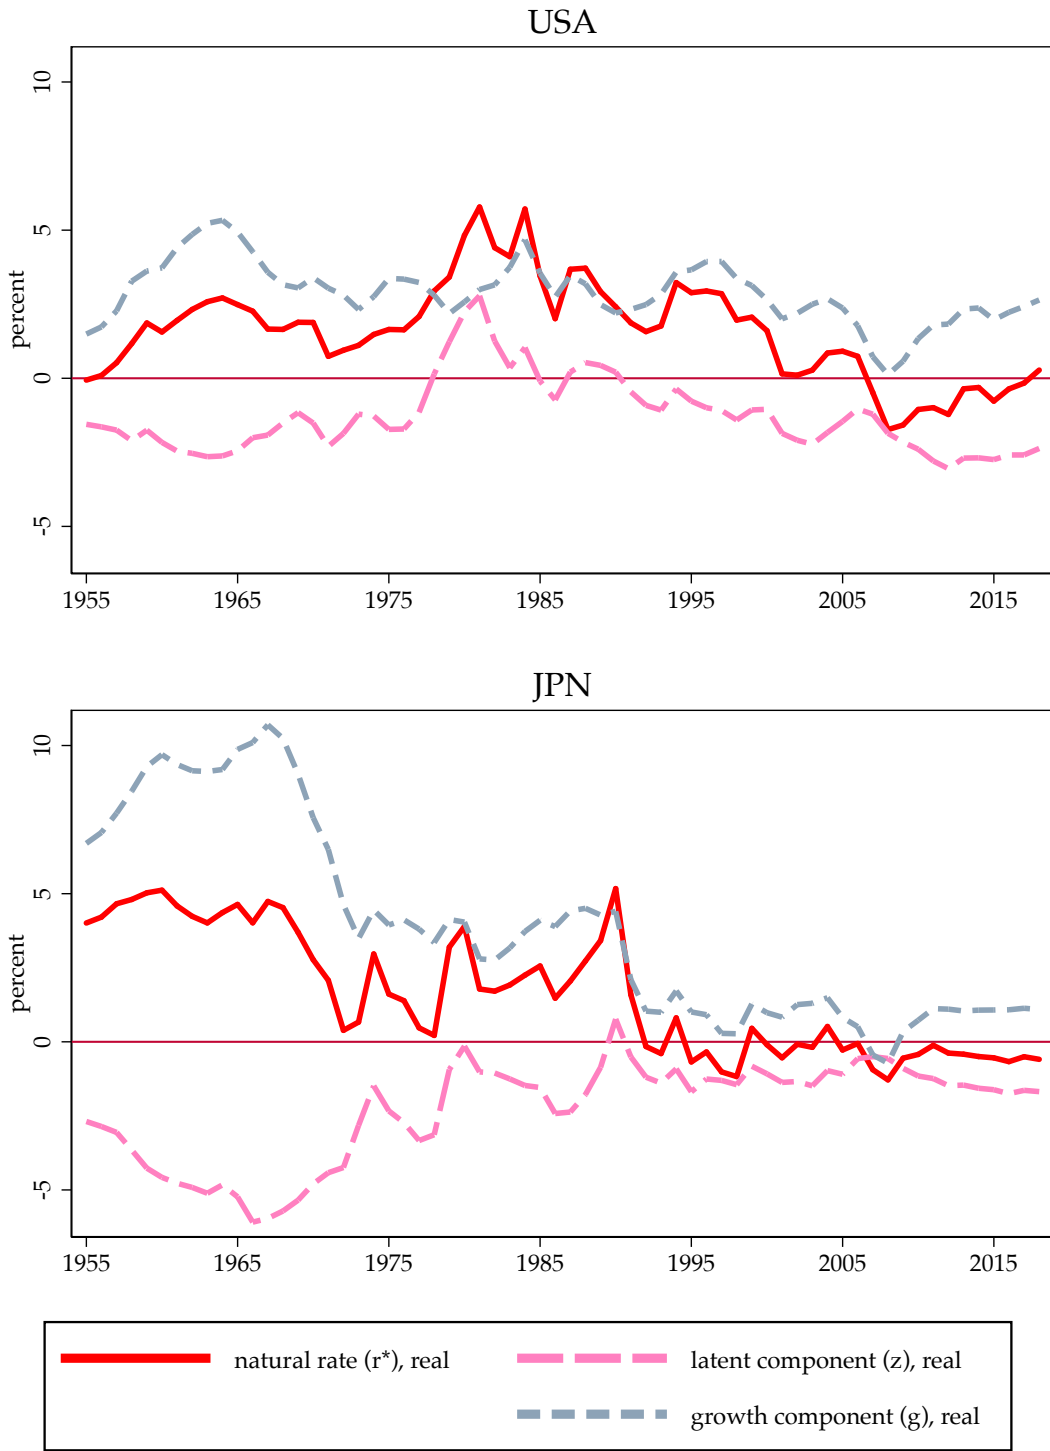 USA
percent
10
5
0
-5
1955 1965 1975 1985 1995 2005 2015
JPN
percent
10
5
0
-5
1955 1965 1975 1985 1995 2005 2015
natural rate (r*), real
latent component (z), real
growth component (g), real